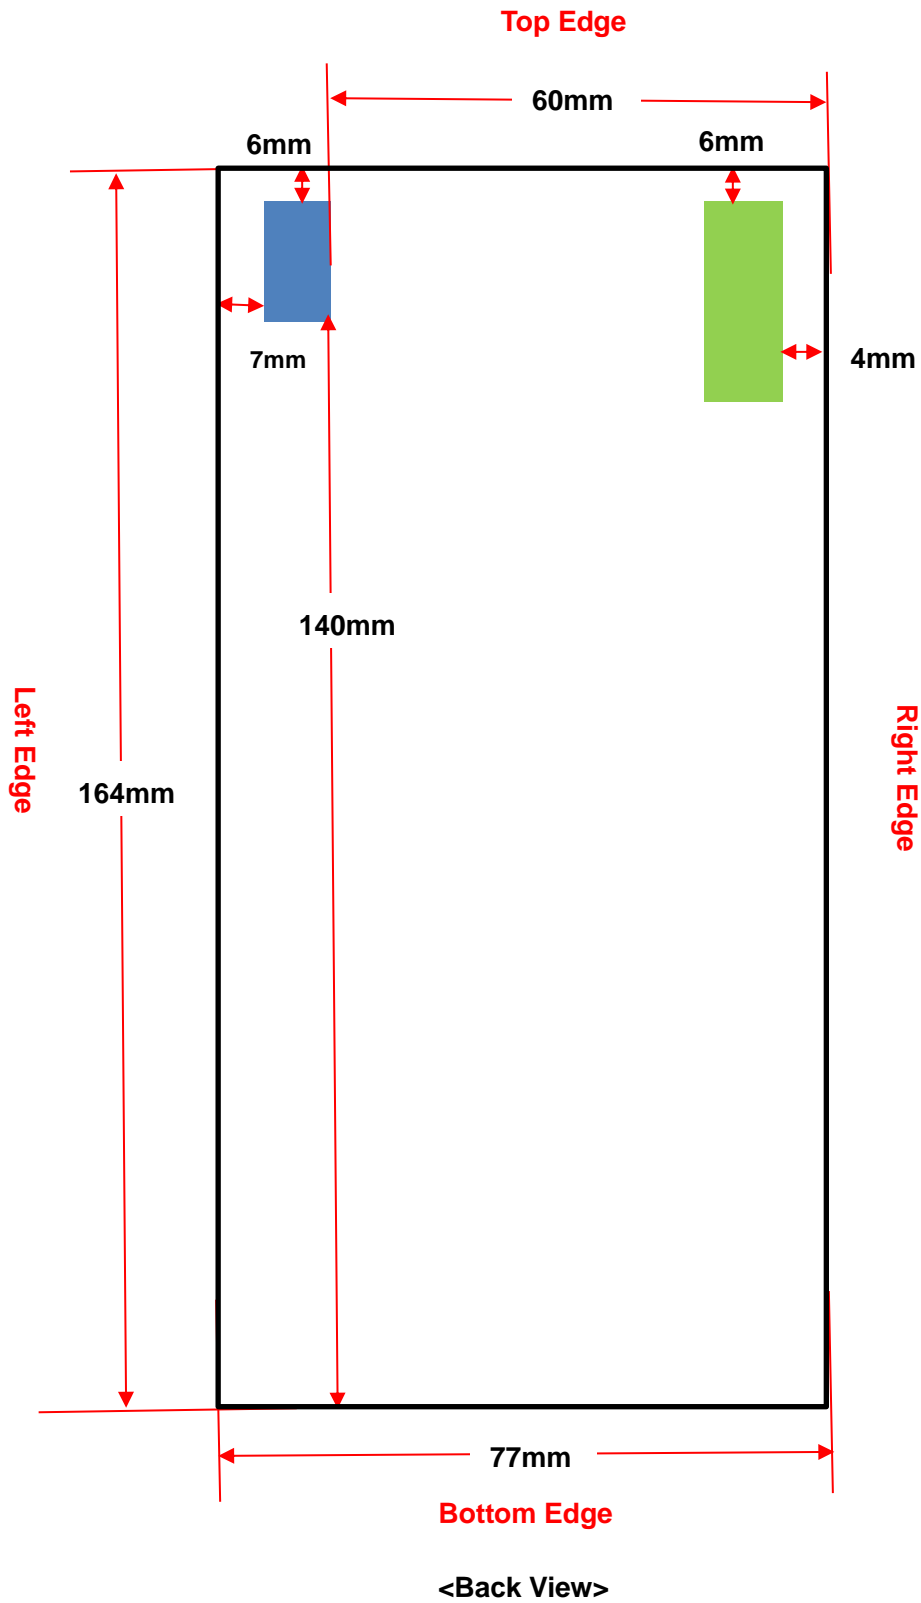 Top Edge
60mm
6mm
6mm
7mm
4mm
140mm
Left Edge
Right Edge
164mm
77mm
Bottom Edge
<Back View>